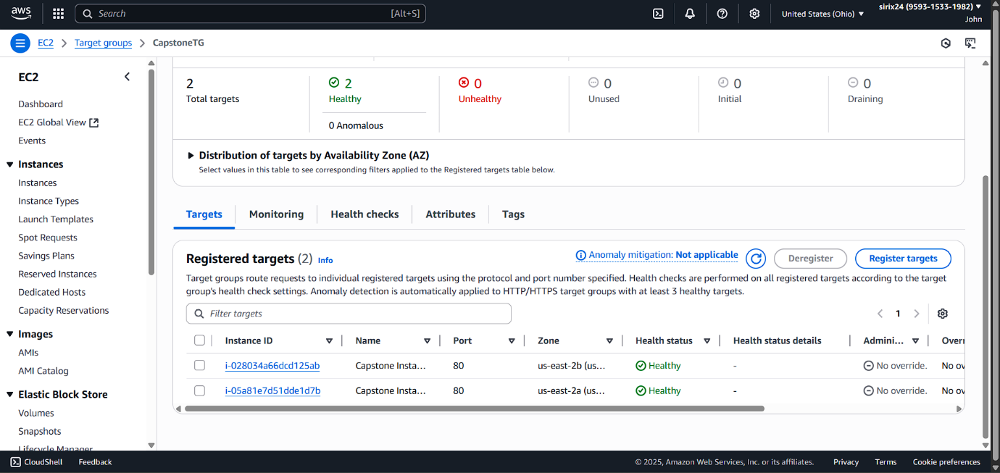 aws
Search [Alt+S]
United States (Ohio) ▼
sirix24 (9593-1533-1982) ▼
John
EC2 > Target groups > CapstoneTG
EC2
Dashboard
EC2 Global View
Events
Instances
Instances
Instance Types
Launch Templates
Spot Requests
Savings Plans
Reserved Instances
Dedicated Hosts
Capacity Reservations
Images
AMIs
AMI Catalog
Elastic Block Store
Volumes
Snapshots
Lifecycle Manager
2
Total targets
2
Healthy
0 Anomalous
0
Unhealthy
0
Unused
0
Initial
0
Draining
Distribution of targets by Availability Zone (AZ)
Select values in this table to see corresponding filters applied to the Registered targets table below.
Targets Monitoring Health checks Attributes Tags
Registered targets (2) Info
Anomaly mitigation: Not applicable
Deregister
Register targets
Target groups route requests to individual registered targets using the protocol and port number specified. Health checks are performed on all registered targets according to the target
group's health check settings. Anomaly detection is automatically applied to HTTP/HTTPS target groups with at least 3 healthy targets.
Filter targets
1
Instance ID Name Port Zone Health status Health status details Admini... Overr
i-028034a66dcd125ab Capstone Insta... 80 us-east-2b (us... Healthy - No override. No ov
i-05a81e7d51dde1d7b Capstone Insta... 80 us-east-2a (us... Healthy - No override. No ov
CloudShell Feedback © 2025, Amazon Web Services, Inc. or its affiliates. Privacy Terms Cookie preferences